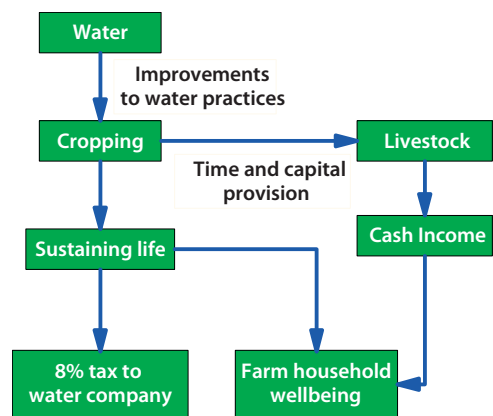 Water
Improvements
to water practices
Cropping
Livestock
Time and capital
provision
Sustaining life
Cash Income
8% tax to
water company
Farm household
wellbeing